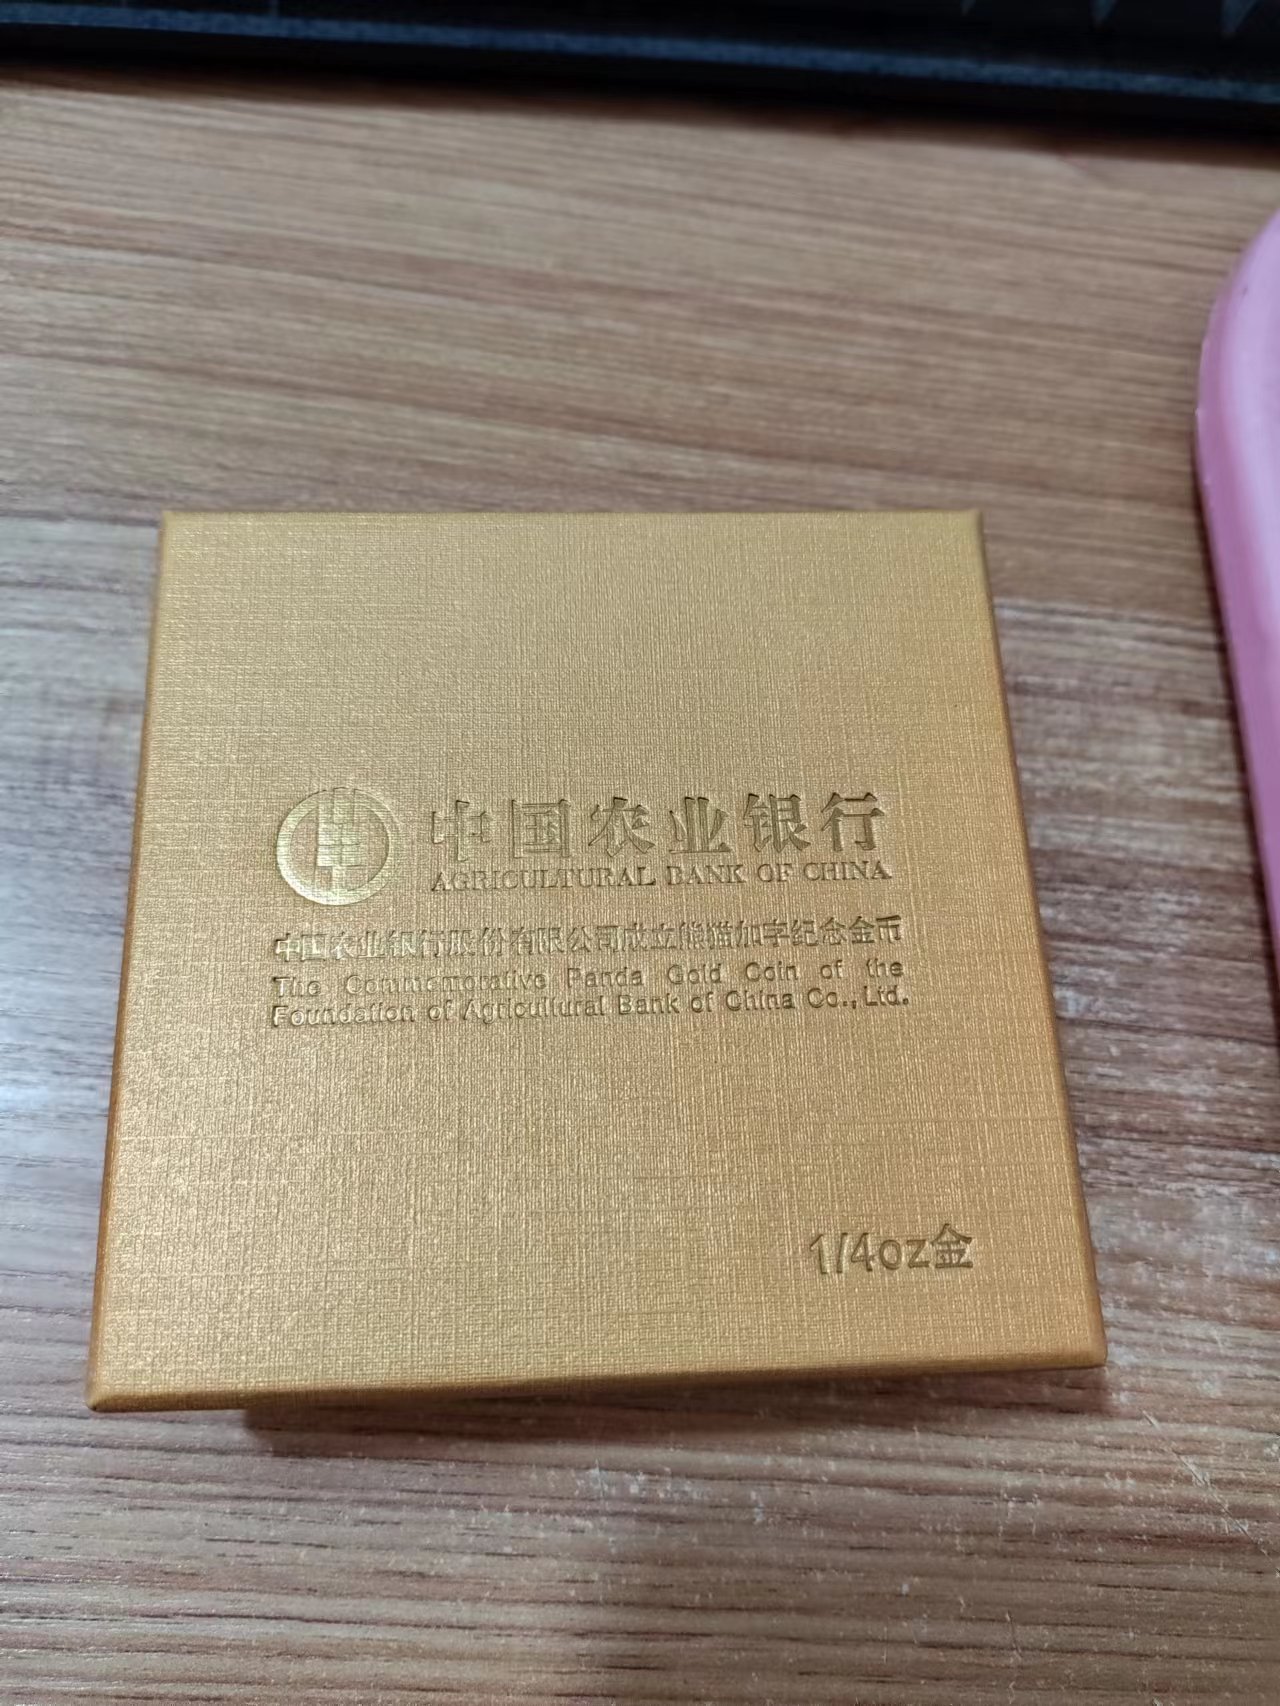 中国农业银行
AGRICULTURAL BANK OF CHINA
中国农业银行股份有限公司成立熊猫加字纪念金币
The Commemorative Panda Gold Coin of the
Foundation of Agricultural Bank of China Co., Ltd.
1/4oz金